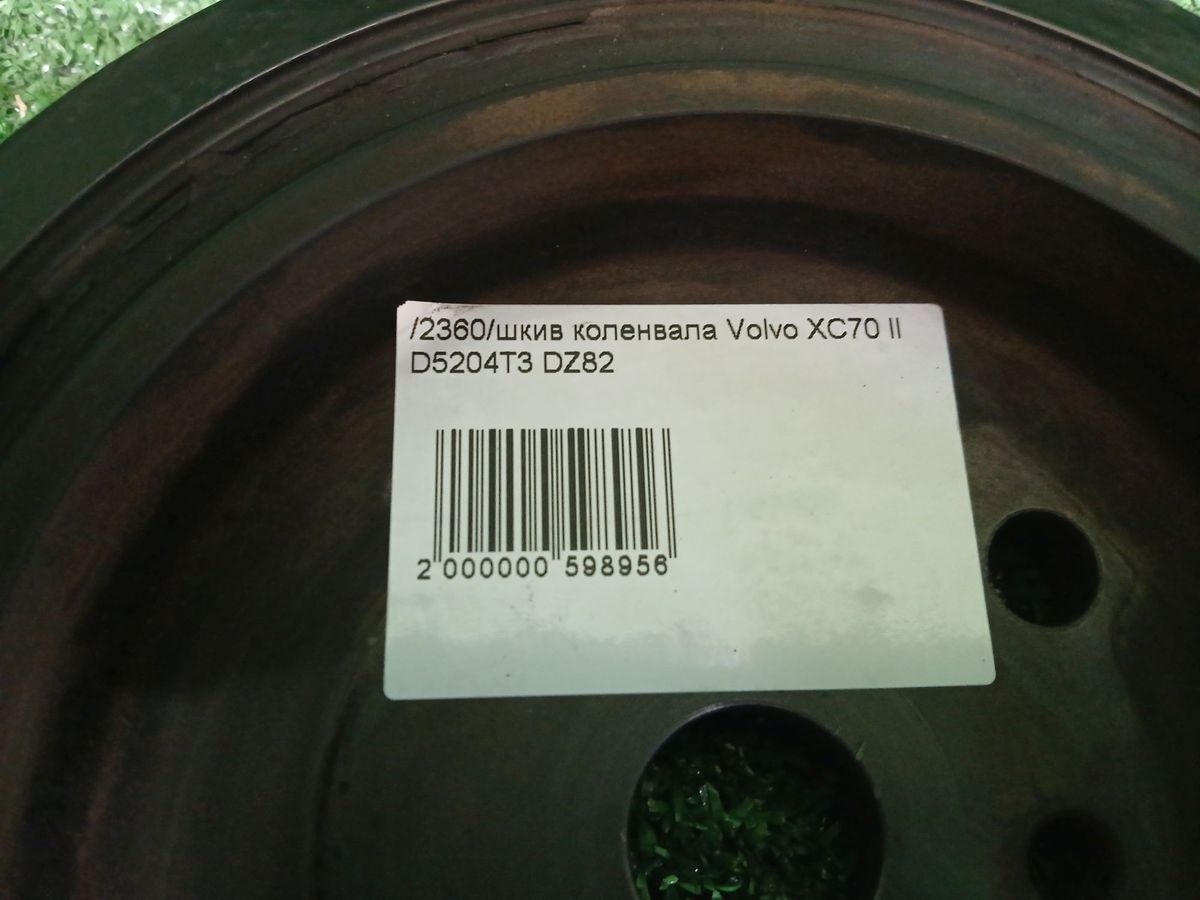 /2360/шкив коленвала Volvo XC70 II
D5204T3 DZ82
2 000000 598956